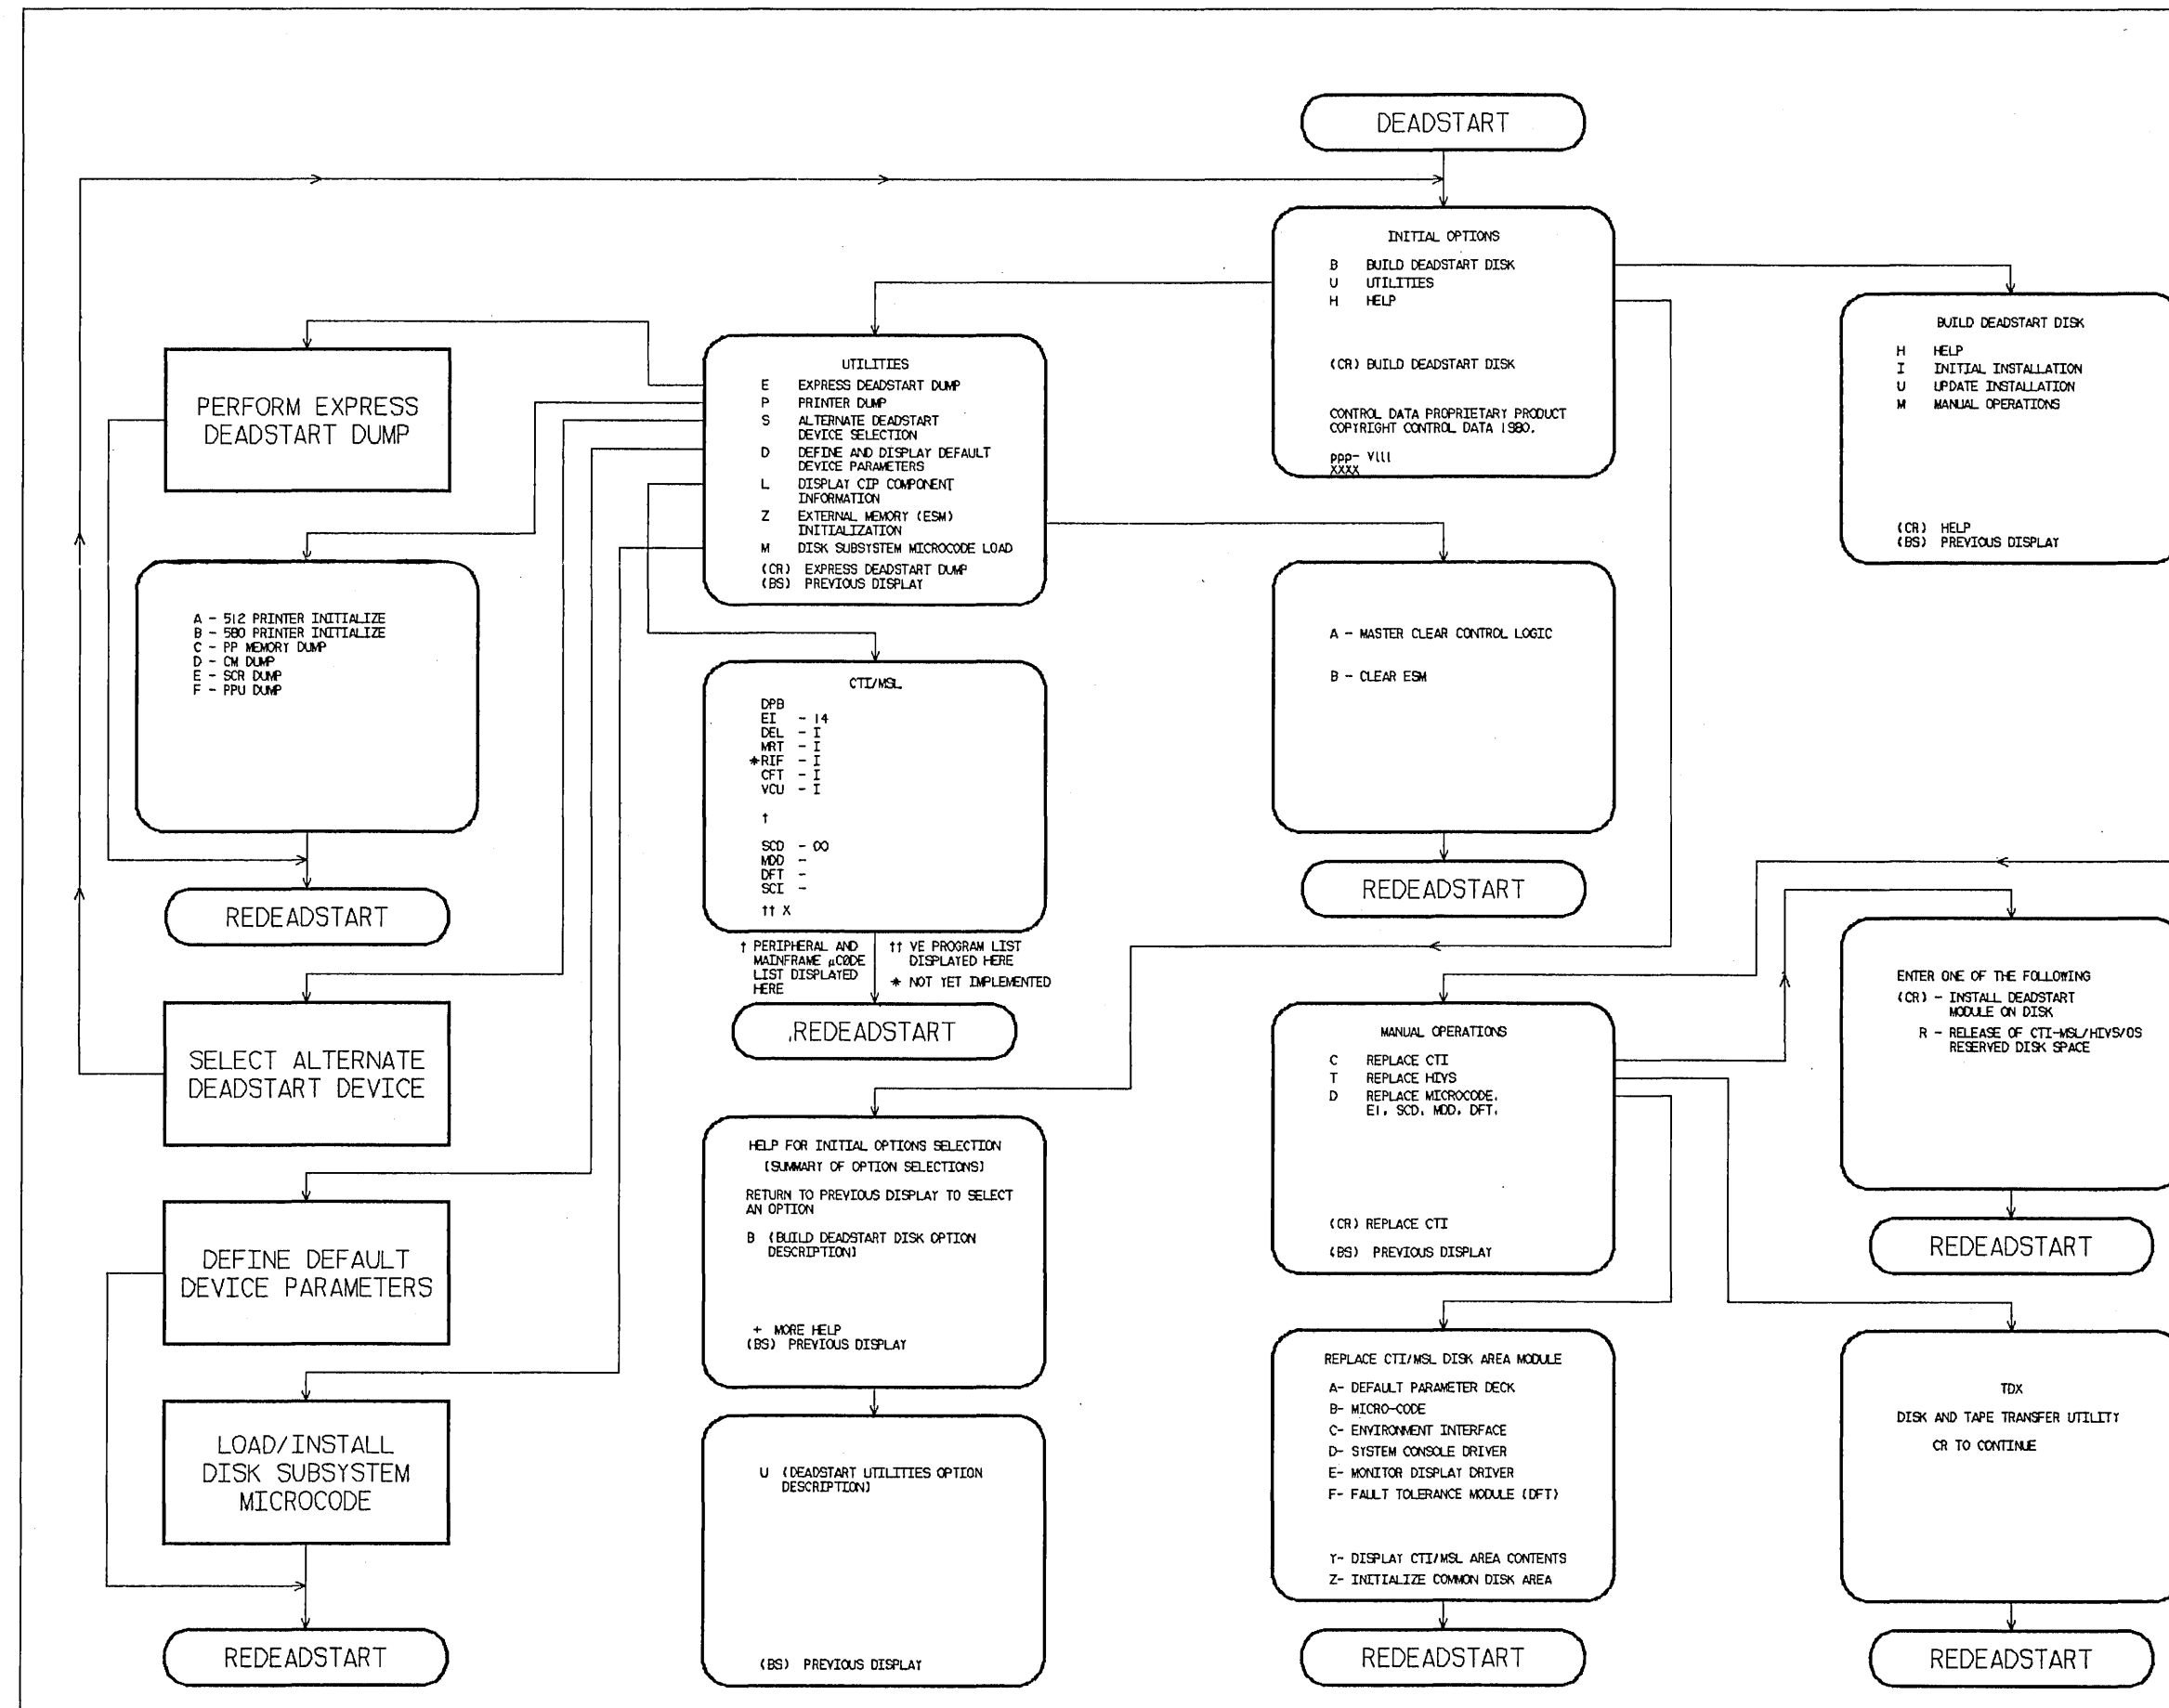 DEADSTART
INITIAL OPTIONS
B BUILD DEADSTART DISK
U UTILITIES
H HELP
(CR) BUILD DEADSTART DISK
CONTROL DATA PROPRIETARY PRODUCT
COPYRIGHT CONTROL DATA 1980.
ppp- Vlll
XXXX
BUILD DEADSTART DISK
H HELP
I INITIAL INSTALLATION
U UPDATE INSTALLATION
M MANUAL OPERATIONS
(CR) HELP
(BS) PREVIOUS DISPLAY
UTILITIES
E EXPRESS DEADSTART DUMP
P PRINTER DUMP
S ALTERNATE DEADSTART
DEVICE SELECTION
D DEFINE AND DISPLAY DEFAULT
DEVICE PARAMETERS
L DISPLAY CIP COMPONENT
INFORMATION
Z EXTERNAL MEMORY (ESM)
INITIALIZATION
M DISK SUBSYSTEM MICROCODE LOAD
(CR) EXPRESS DEADSTART DUMP
(BS) PREVIOUS DISPLAY
PERFORM EXPRESS
DEADSTART DUMP
A - 512 PRINTER INITIALIZE
B - 580 PRINTER INITIALIZE
C - PP MEMORY DUMP
D - CM DUMP
E - SCR DUMP
F - PPU DUMP
REDEADSTART
A - MASTER CLEAR CONTROL LOGIC
B - CLEAR ESM
REDEADSTART
CTI/MSL
DPB
EI - 14
DEL - I
MRT - I
*RIF - I
CFT - I
VCU - I
†
SCD - 00
MDD -
DFT -
SCI -
†† X
† PERIPHERAL AND
MAINFRAME µCODE
LIST DISPLAYED
HERE
†† VE PROGRAM LIST
DISPLAYED HERE
* NOT YET IMPLEMENTED
REDEADSTART
SELECT ALTERNATE
DEADSTART DEVICE
MANUAL OPERATIONS
C REPLACE CTI
T REPLACE HIVS
D REPLACE MICROCODE,
EI, SCD, MDD, DFT,
(CR) REPLACE CTI
(BS) PREVIOUS DISPLAY
ENTER ONE OF THE FOLLOWING
(CR) - INSTALL DEADSTART
MODULE ON DISK
R - RELEASE OF CTI-MSL/HIVS/OS
RESERVED DISK SPACE
REDEADSTART
HELP FOR INITIAL OPTIONS SELECTION
(SUMMARY OF OPTION SELECTIONS)
RETURN TO PREVIOUS DISPLAY TO SELECT
AN OPTION
B (BUILD DEADSTART DISK OPTION
DESCRIPTION)
+ MORE HELP
(BS) PREVIOUS DISPLAY
DEFINE DEFAULT
DEVICE PARAMETERS
LOAD/INSTALL
DISK SUBSYSTEM
MICROCODE
REDEADSTART
U (DEADSTART UTILITIES OPTION
DESCRIPTION)
(BS) PREVIOUS DISPLAY
REPLACE CTI/MSL DISK AREA MODULE
A- DEFAULT PARAMETER DECK
B- MICRO-CODE
C- ENVIRONMENT INTERFACE
D- SYSTEM CONSOLE DRIVER
E- MONITOR DISPLAY DRIVER
F- FAULT TOLERANCE MODULE (DFT)
Y- DISPLAY CTI/MSL AREA CONTENTS
Z- INITIALIZE COMMON DISK AREA
REDEADSTART
TDX
DISK AND TAPE TRANSFER UTILITY
CR TO CONTINUE
REDEADSTART